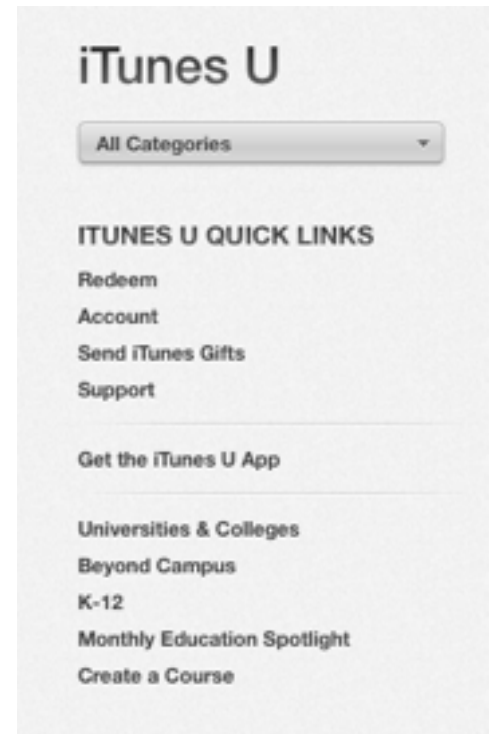 iTunes U
All Categories
ITUNES U QUICK LINKS
Redeem
Account
Send iTunes Gifts
Support
Get the iTunes U App
Universities & Colleges
Beyond Campus
K-12
Monthly Education Spotlight
Create a Course